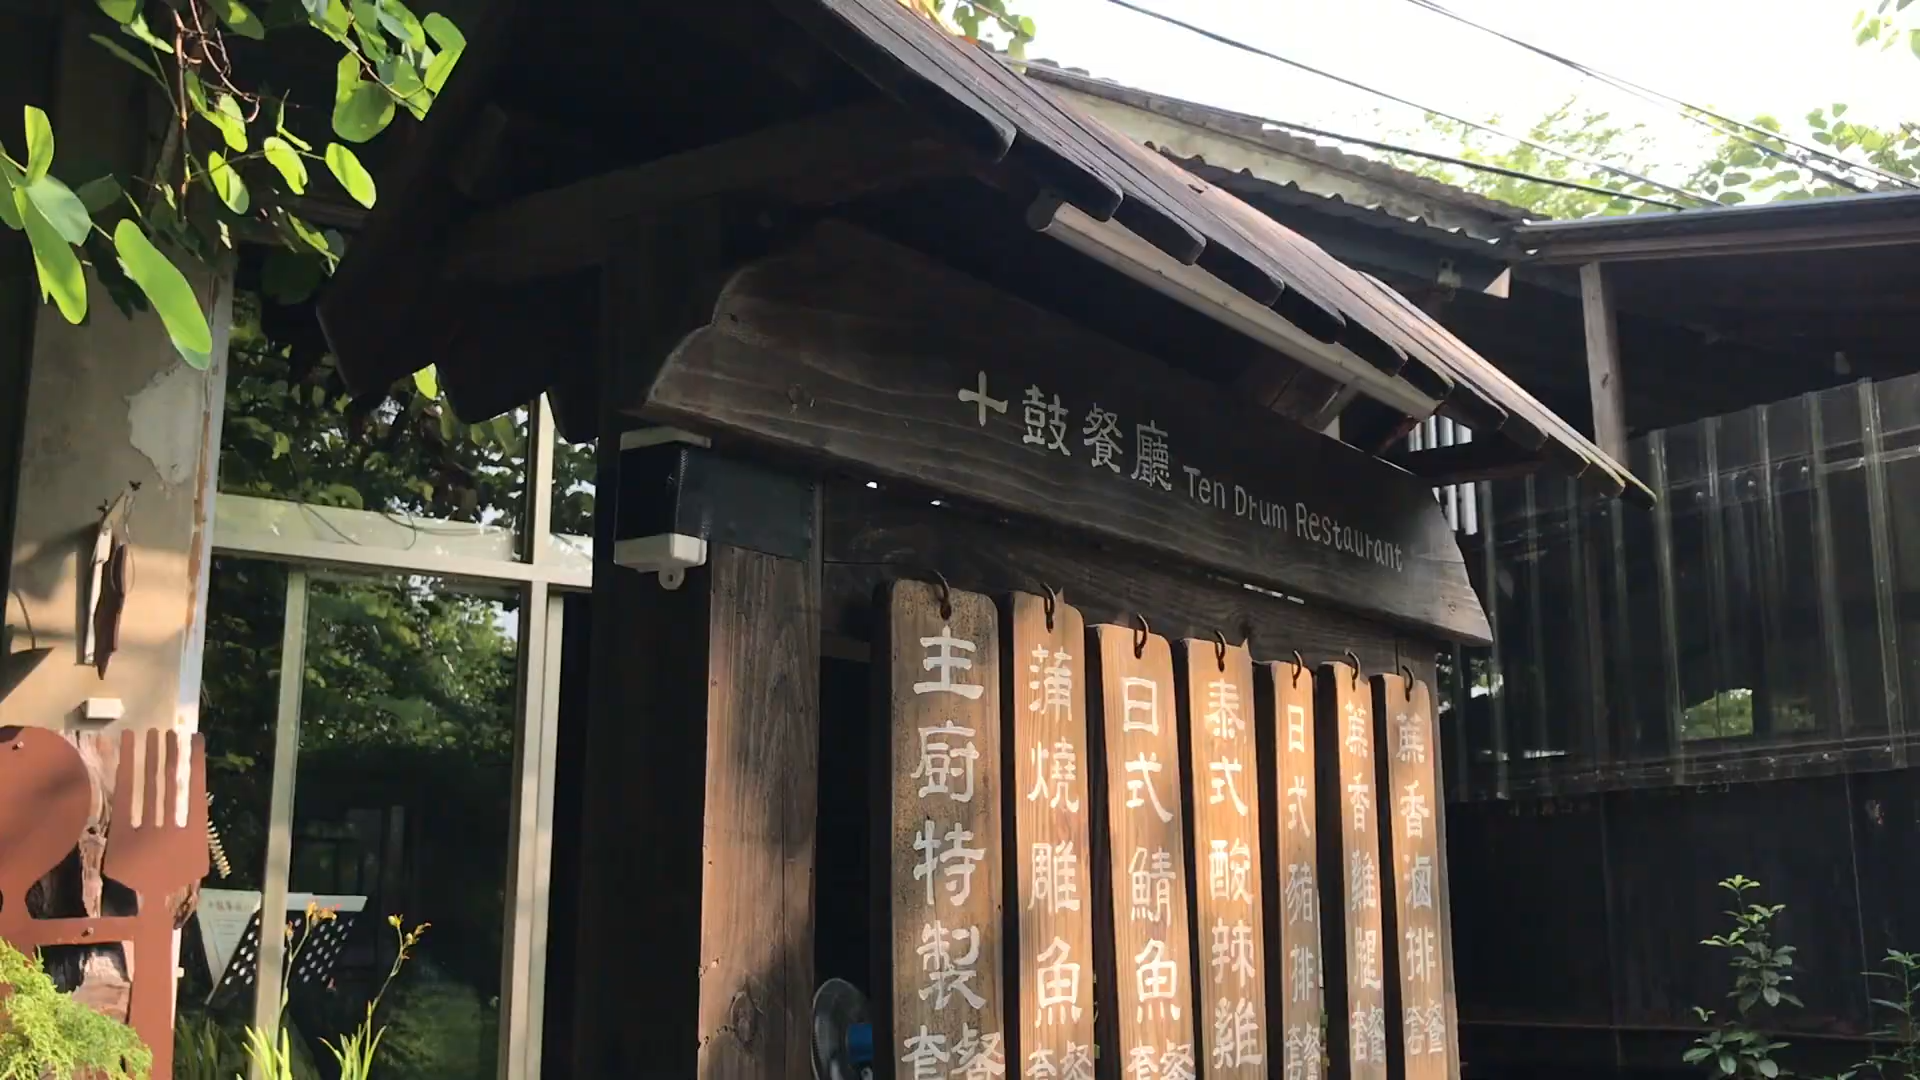 十鼓餐廳 Ten Drum Restaurant
主廚特製套餐
蒲燒雕魚套餐
日式鯖魚套餐
泰式酸辣雞
日式豬排套餐
蕉香雞腿套餐
蕉香滷排套餐